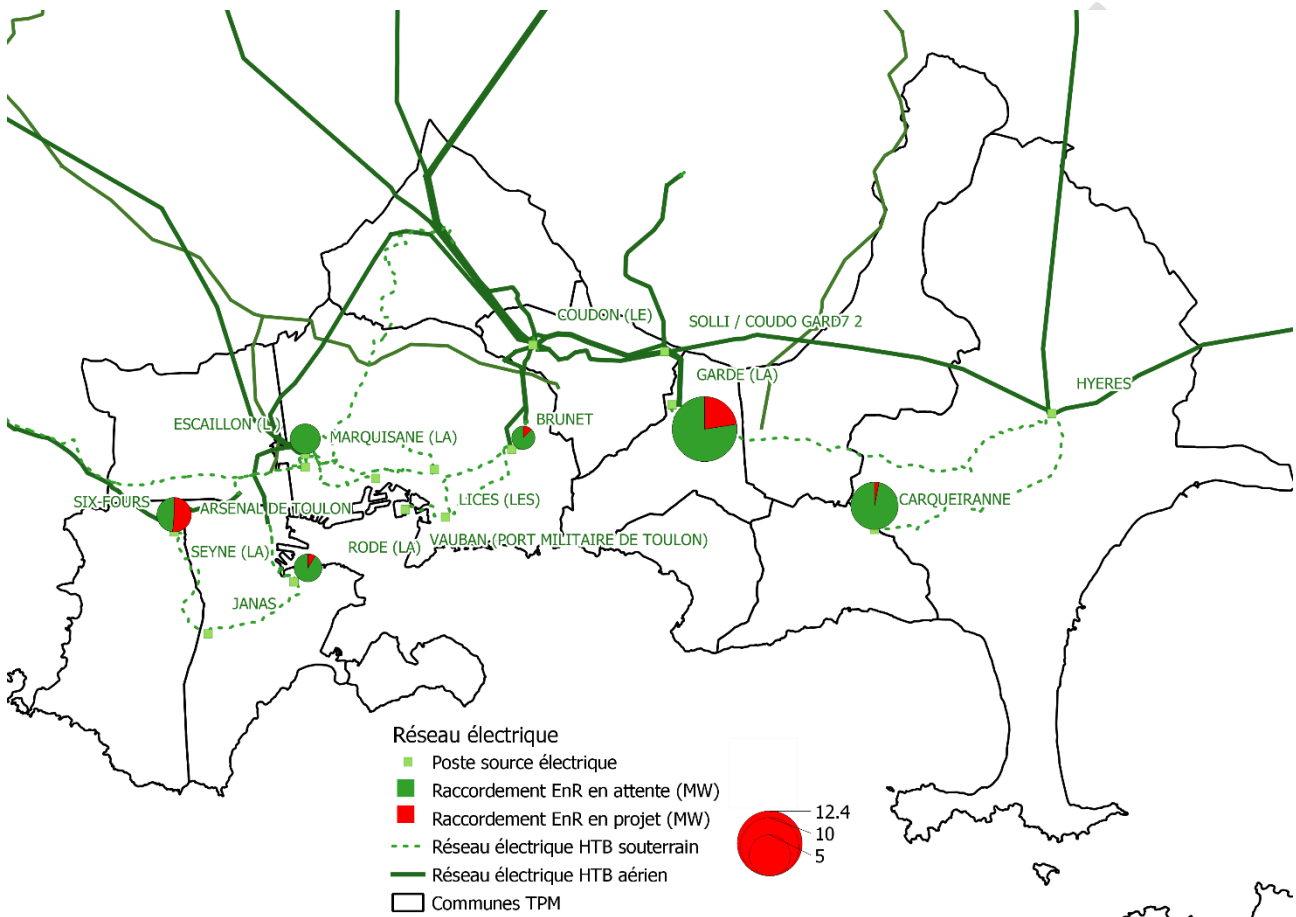 COUDON (LE)
SOLLI / COUDO GARD7 2
GARDE (LA)
HYERES
ESCAILLON (L')
MARQUISANE (LA)
BRUNET
SIX-FOURS
ARSENAL DE TOULON
LICES (LES)
CARQUEIRANNE
SEYNE (LA)
RODE (LA)
VAUBAN (PORT MILITAIRE DE TOULON)
JANAS
Réseau électrique
Poste source électrique
Raccordement EnR en attente (MW)
Raccordement EnR en projet (MW)
Réseau électrique HTB souterrain
Réseau électrique HTB aérien
Communes TPM
12.4
10
5